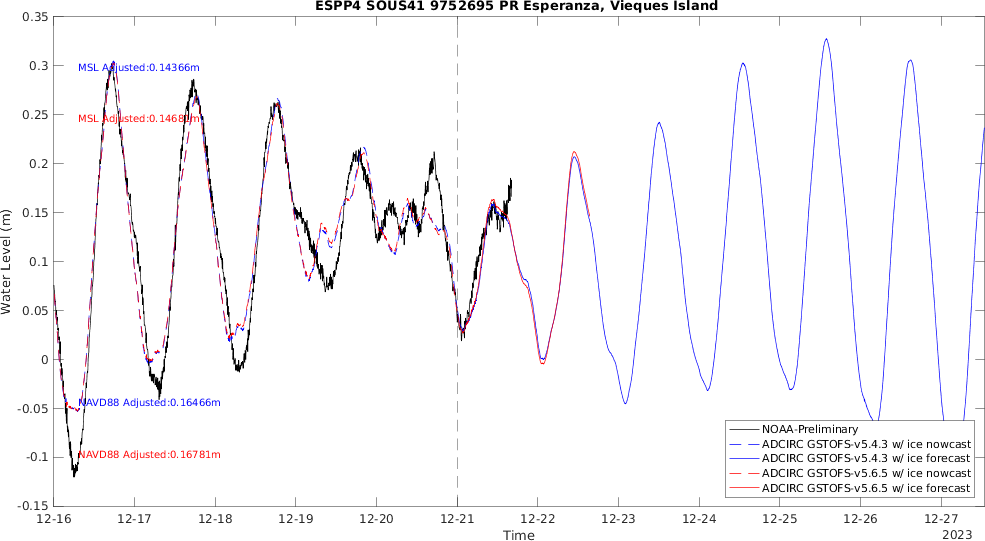 ESPP4 SOUS41 9752695 PR Esperanza, Vieques Island
0.35
0.3
0.25
0.2
0.15
0.1
0.05
0
-0.05
-0.1
-0.15
Water Level (m)
MSL Adjusted:0.14366m
MSL Adjusted:0.14681m
NAVD88 Adjusted:0.16466m
NAVD88 Adjusted:0.16781m
NOAA-Preliminary
ADCIRC GSTOFS-v5.4.3 w/ ice nowcast
ADCIRC GSTOFS-v5.4.3 w/ ice forecast
ADCIRC GSTOFS-v5.6.5 w/ ice nowcast
ADCIRC GSTOFS-v5.6.5 w/ ice forecast
12-16 12-17 12-18 12-19 12-20 12-21 12-22 12-23 12-24 12-25 12-26 12-27
Time
2023